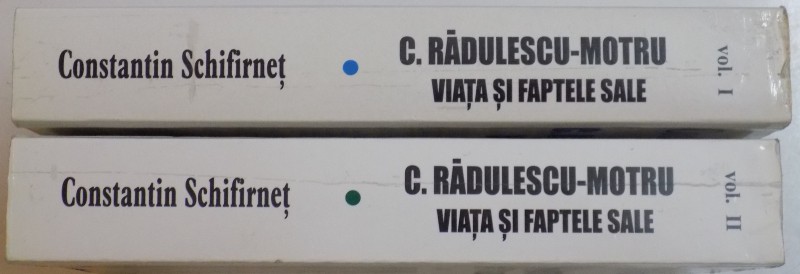 Constantin Schifirneț
C. RĂDULESCU-MOTRU
VIAȚA ȘI FAPTELE SALE
vol. I
Constantin Schifirneț
C. RĂDULESCU-MOTRU
VIAȚA ȘI FAPTELE SALE
vol. II